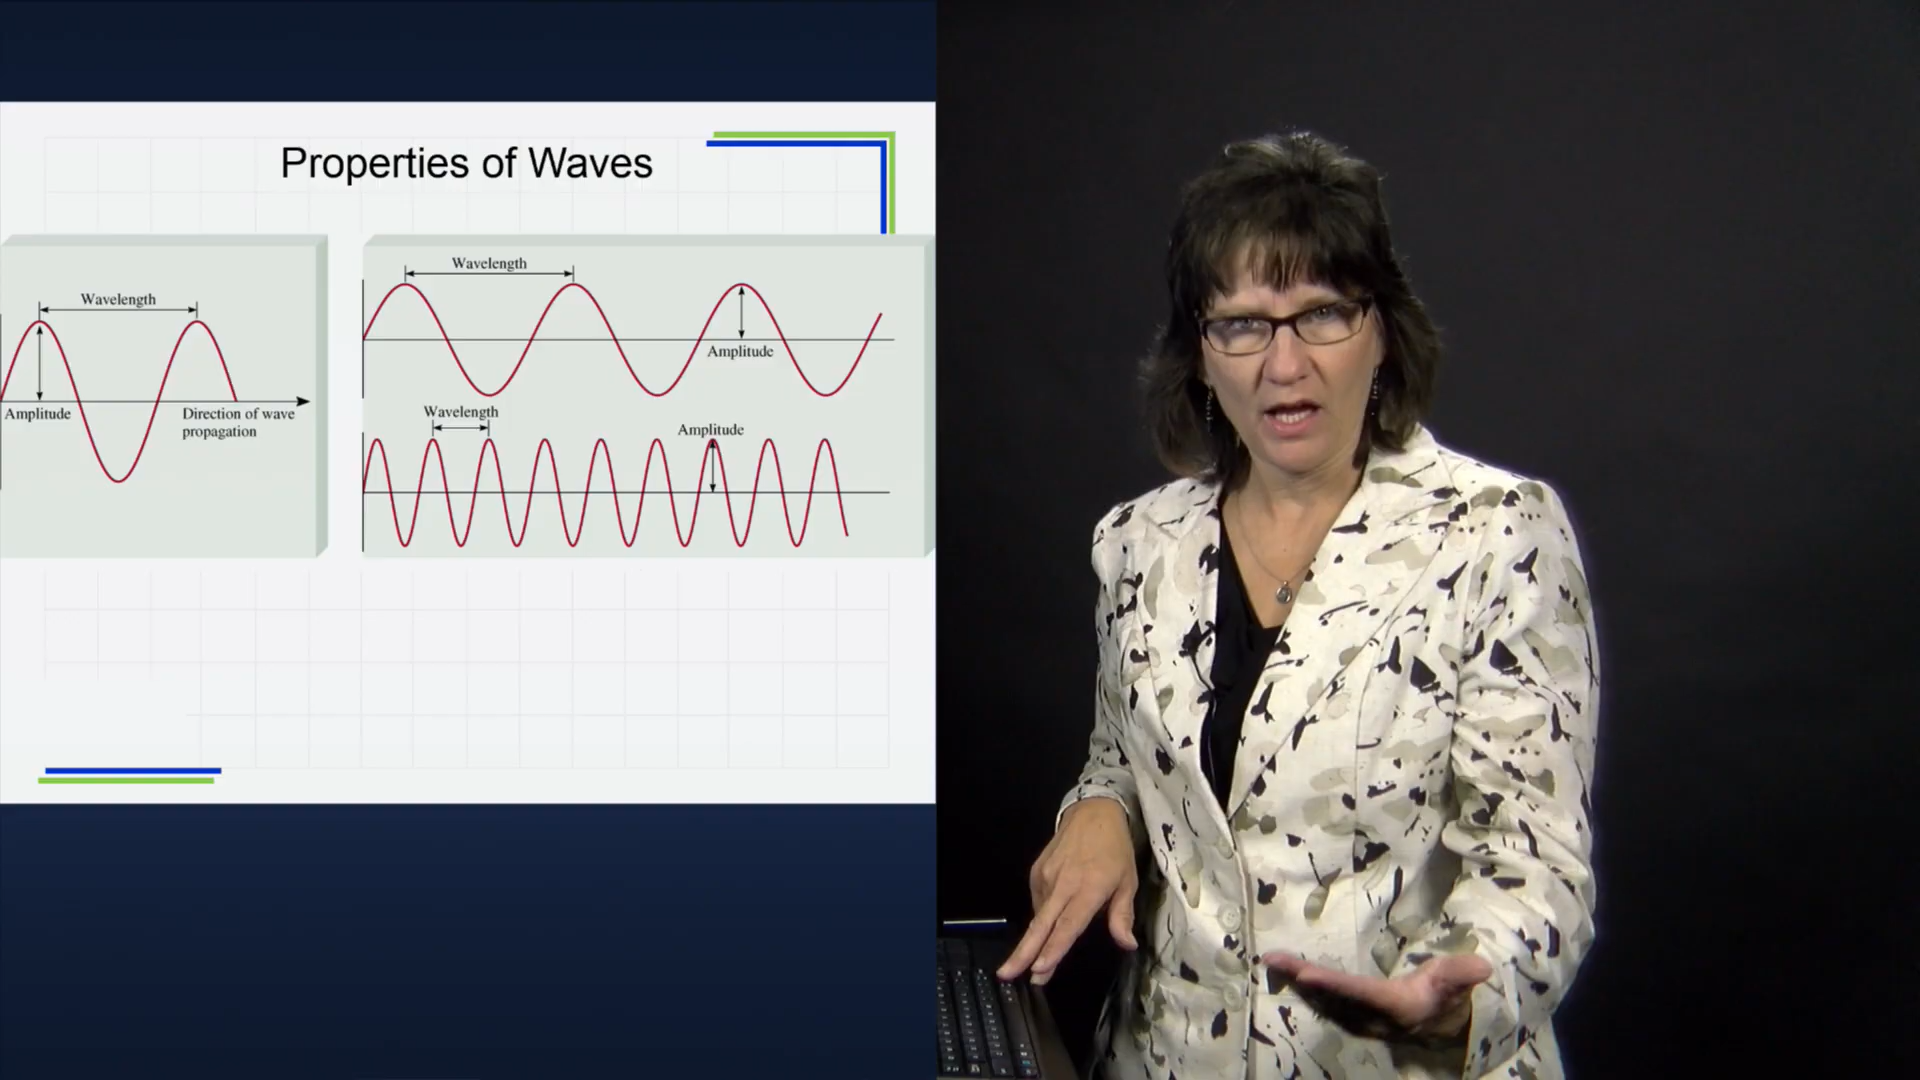 Properties of Waves
Wavelength
Amplitude
Direction of wave
propagation
Wavelength
Amplitude
Wavelength
Amplitude